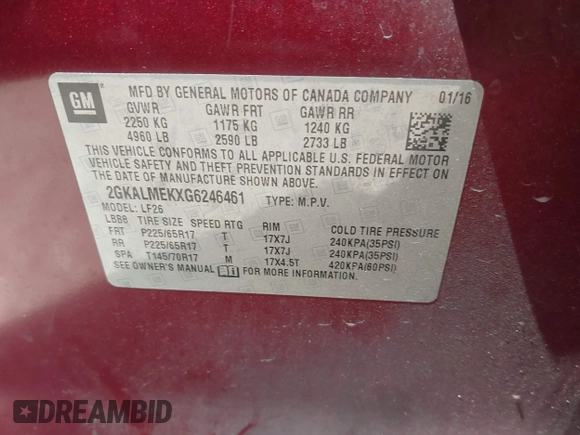 GM
MFD BY GENERAL MOTORS OF CANADA COMPANY 01/16
GVWR GAWR FRT GAWR RR
2250 KG 1175 KG 1240 KG
4960 LB 2590 LB 2733 LB
THIS VEHICLE CONFORMS TO ALL APPLICABLE U.S. FEDERAL MOTOR
VEHICLE SAFETY AND THEFT PREVENTION STANDARDS IN EFFECT ON
THE DATE OF MANUFACTURE SHOWN ABOVE.
2GKALMEKXG6246461 TYPE: M.P.V.
MODEL: LF26
LBB8 TIRE SIZE SPEED RTG RIM COLD TIRE PRESSURE
FRT P225/65R17 T 17X7J 240KPA(35PSI)
RR P225/65R17 T 17X7J 240KPA(35PSI)
SPA T145/70R17 M 17X4.5T 420KPA(60PSI)
SEE OWNER'S MANUAL i FOR MORE INFORMATION.
DREAMBID